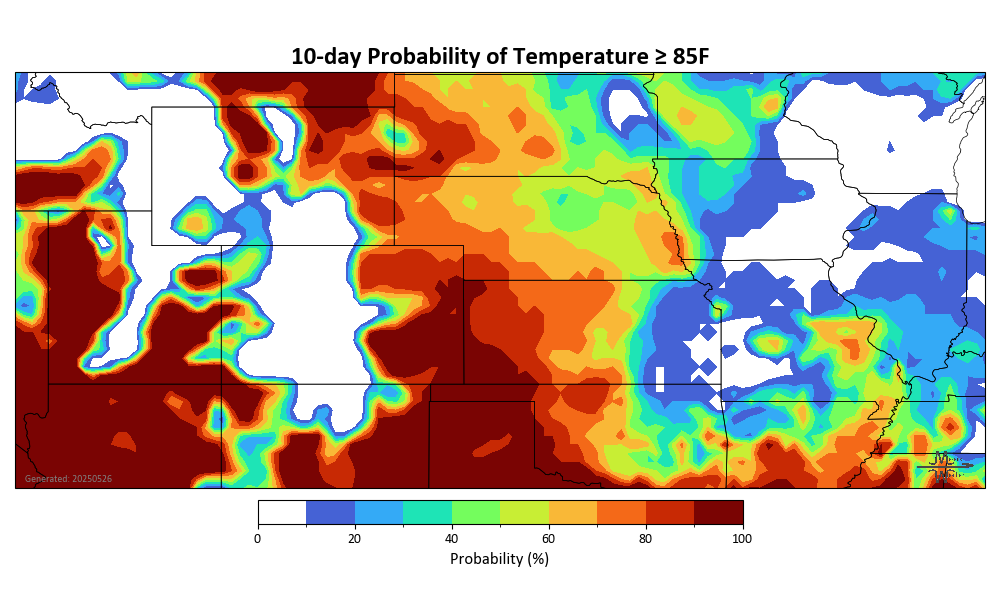 10-day Probability of Temperature ≥ 85F
Generated: 20250526
0 20 40 60 80 100
Probability (%)